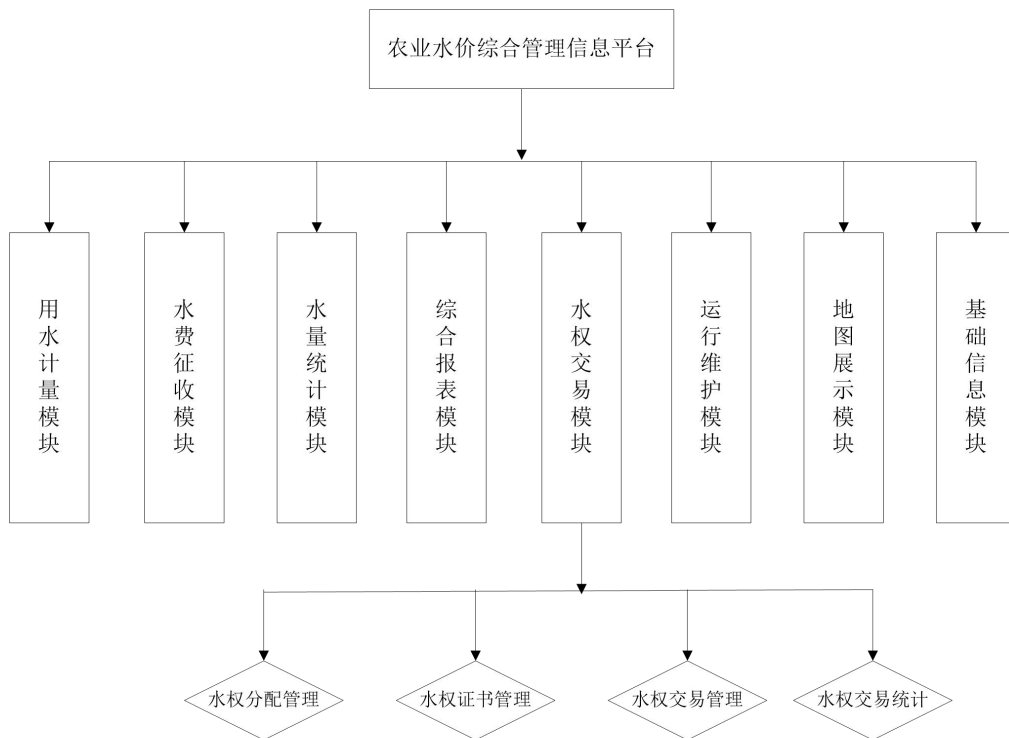 农业水价综合管理信息平台
用水计量模块
水费征收模块
水量统计模块
综合报表模块
水权交易模块
运行维护模块
地图展示模块
基础信息模块
水权分配管理
水权证书管理
水权交易管理
水权交易统计